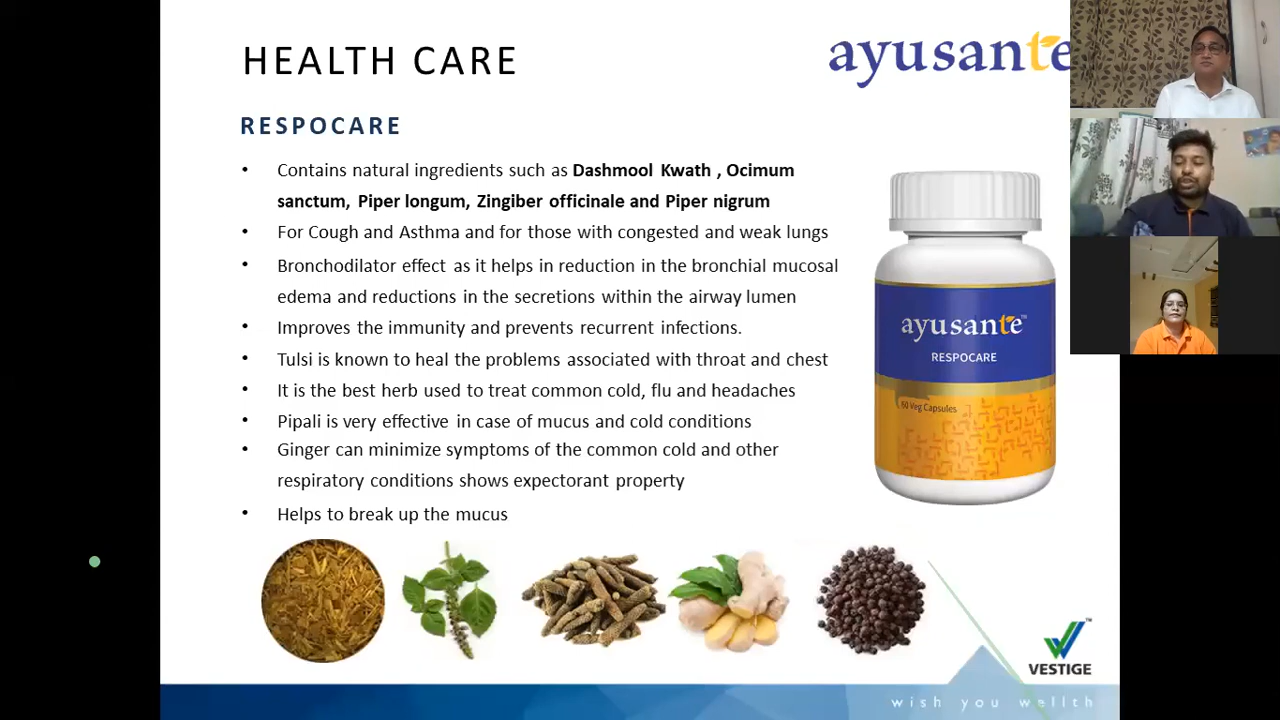 HEALTH CARE
ayusante
RESPOCARE
• Contains natural ingredients such as Dashmool Kwath , Ocimum
sanctum, Piper longum, Zingiber officinale and Piper nigrum
• For Cough and Asthma and for those with congested and weak lungs
• Bronchodilator effect as it helps in reduction in the bronchial mucosal
edema and reductions in the secretions within the airway lumen
• Improves the immunity and prevents recurrent infections.
• Tulsi is known to heal the problems associated with throat and chest
• It is the best herb used to treat common cold, flu and headaches
• Pipali is very effective in case of mucus and cold conditions
• Ginger can minimize symptoms of the common cold and other
respiratory conditions shows expectorant property
• Helps to break up the mucus
ayusante™
RESPOCARE
60 Veg Capsules
VESTIGE™
wish you wellth